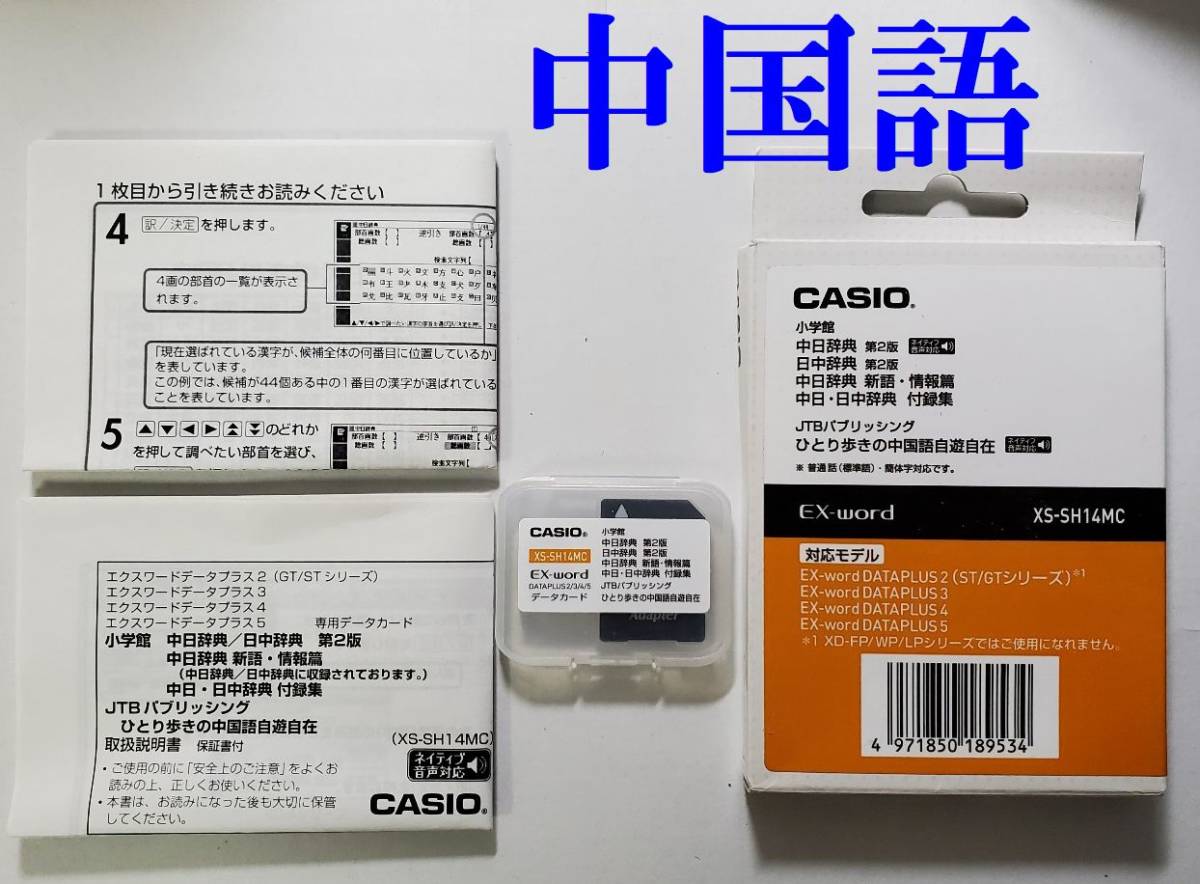 中国語
1枚目から引き続きお読みください
4 訳/決定 を押します。
4画の部首の一覧が表示さ
れます。
「現在選ばれている漢字が、候補全体の何番目に位置しているか」
を表しています。
この例では、候補が44個ある中の1番目の漢字が選ばれている
ことを表しています。
5 ▲▼◀▶のどれか
を押して調べたい部首を選び、
エクスワードデータプラス2（GT/STシリーズ）
エクスワードデータプラス3
エクスワードデータプラス4
エクスワードデータプラス5 専用データカード
小学館 中日辞典/日中辞典 第2版
中日辞典 新語・情報篇
（中日辞典/日中辞典に収録されております。）
中日・日中辞典 付録集
JTBパブリッシング
ひとり歩きの中国語自遊自在
取扱説明書 保証書付
(XS-SH14MC)
ネイティブ
音声対応
・ご使用の前に「安全上のご注意」をよくお
読みの上、正しくお使いください。
・本書は、お読みになった後も大切に保管
してください。
CASIO®
CASIO®
XS-SH14MC
EX-word
DATAPLUS2/3/4/5
データカード
小学館
中日辞典 第2版
日中辞典 第2版
中日辞典 新語・情報篇
中日・日中辞典 付録集
JTBパブリッシング
ひとり歩きの中国語自遊自在
Adapter
CASIO®
小学館
中日辞典 第2版 ネイティブ音声対応
日中辞典 第2版
中日辞典 新語・情報篇
中日・日中辞典 付録集
JTBパブリッシング
ひとり歩きの中国語自遊自在 ネイティブ音声対応
※ 普通話（標準語）・簡体字対応です。
EX-word XS-SH14MC
対応モデル
EX-word DATAPLUS 2（ST/GTシリーズ）※1
EX-word DATAPLUS 3
EX-word DATAPLUS 4
EX-word DATAPLUS 5
※1 XD-FP/WP/LPシリーズではご使用になれません。
4 971850 189534